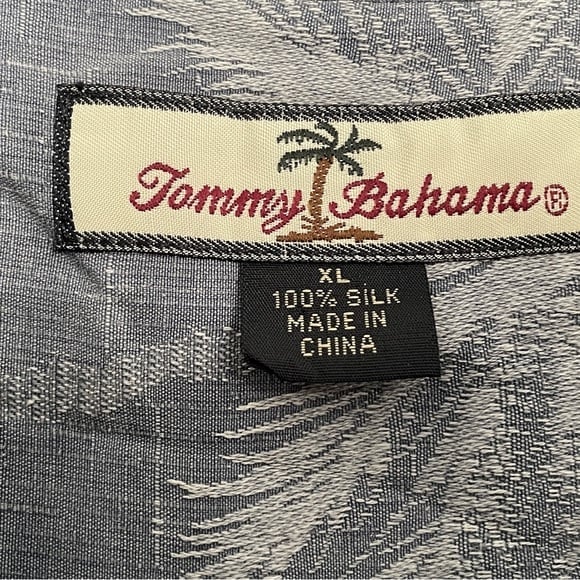 Tommy Bahama®
XL
100% SILK
MADE IN
CHINA